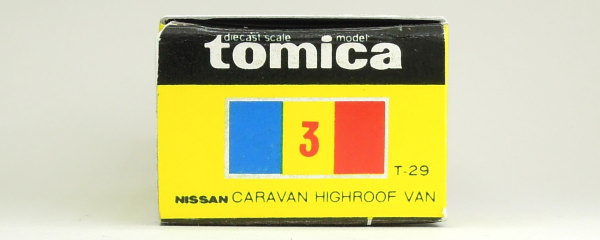 diecast scale model
tomica
3
T-29
NISSAN CARAVAN HIGHROOF VAN